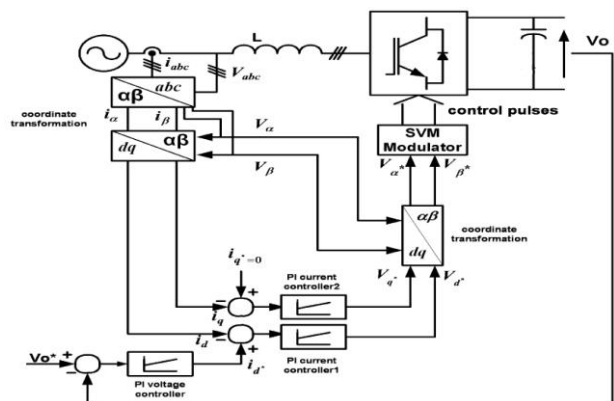 L
Vo
i_abc
V_abc
abc
αβ
control pulses
coordinate
transformation
i_α
i_β
V_α
SVM
Modulator
αβ
dq
V_β
V_α*
V_β*
αβ
dq
coordinate
transformation
i_q*=0
+
PI current
controller2
V_q*
V_d*
−
i_q
i_d
−
+
PI current
controller1
Vo*
+
−
i_d*
PI voltage
controller